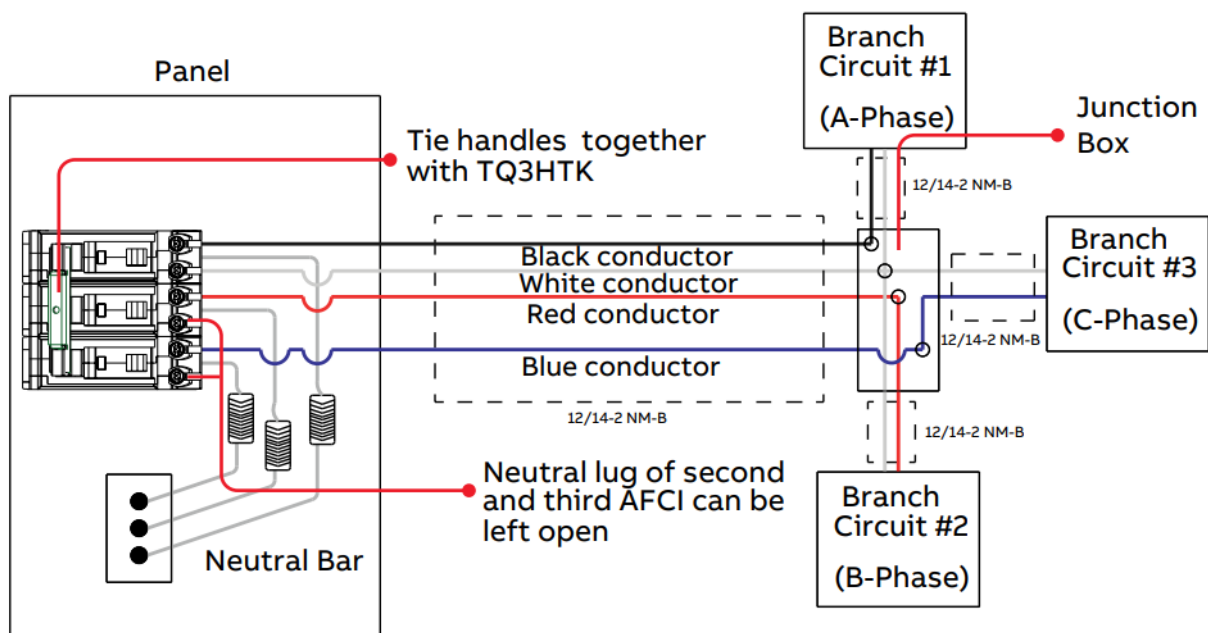 Panel
Tie handles together
with TQ3HTK
Branch
Circuit #1
(A-Phase)
Junction
Box
12/14-2 NM-B
Black conductor
White conductor
Red conductor
Blue conductor
12/14-2 NM-B
Branch
Circuit #3
(C-Phase)
12/14-2 NM-B
12/14-2 NM-B
Neutral lug of second
and third AFCI can be
left open
Neutral Bar
Branch
Circuit #2
(B-Phase)